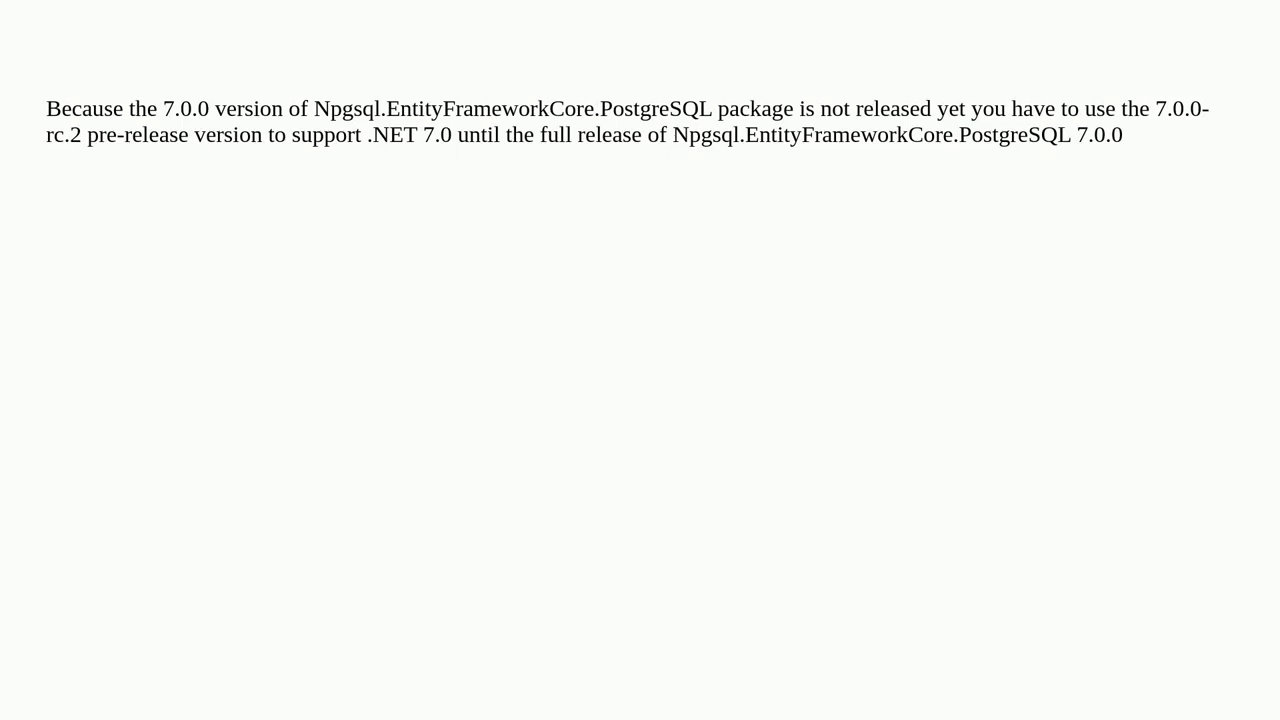 Because the 7.0.0 version of Npgsql.EntityFrameworkCore.PostgreSQL package is not released yet you have to use the 7.0.0-
rc.2 pre-release version to support .NET 7.0 until the full release of Npgsql.EntityFrameworkCore.PostgreSQL 7.0.0